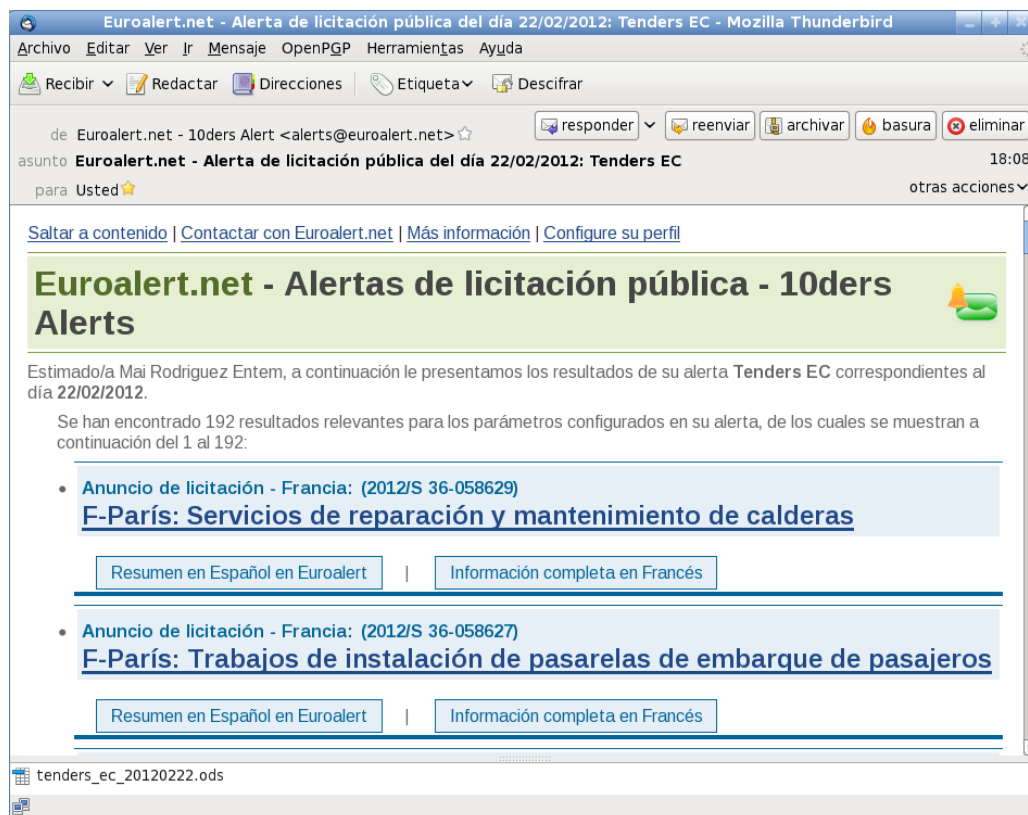 Euroalert.net - Alerta de licitación pública del día 22/02/2012: Tenders EC - Mozilla Thunderbird
Archivo Editar Ver Ir Mensaje OpenPGP Herramientas Ayuda
Recibir Redactar Direcciones Etiqueta Descifrar
de Euroalert.net - 10ders Alert <alerts@euroalert.net> responder reenviar archivar basura eliminar
asunto Euroalert.net - Alerta de licitación pública del día 22/02/2012: Tenders EC 18:08
para Usted otras acciones
Saltar a contenido | Contactar con Euroalert.net | Más información | Configure su perfil
Euroalert.net - Alertas de licitación pública - 10ders
Alerts
Estimado/a Mai Rodriguez Entem, a continuación le presentamos los resultados de su alerta Tenders EC correspondientes al
día 22/02/2012.
Se han encontrado 192 resultados relevantes para los parámetros configurados en su alerta, de los cuales se muestran a
continuación del 1 al 192:
• Anuncio de licitación - Francia: (2012/S 36-058629)
F-París: Servicios de reparación y mantenimiento de calderas
Resumen en Español en Euroalert | Información completa en Francés
• Anuncio de licitación - Francia: (2012/S 36-058627)
F-París: Trabajos de instalación de pasarelas de embarque de pasajeros
Resumen en Español en Euroalert | Información completa en Francés
tenders_ec_20120222.ods